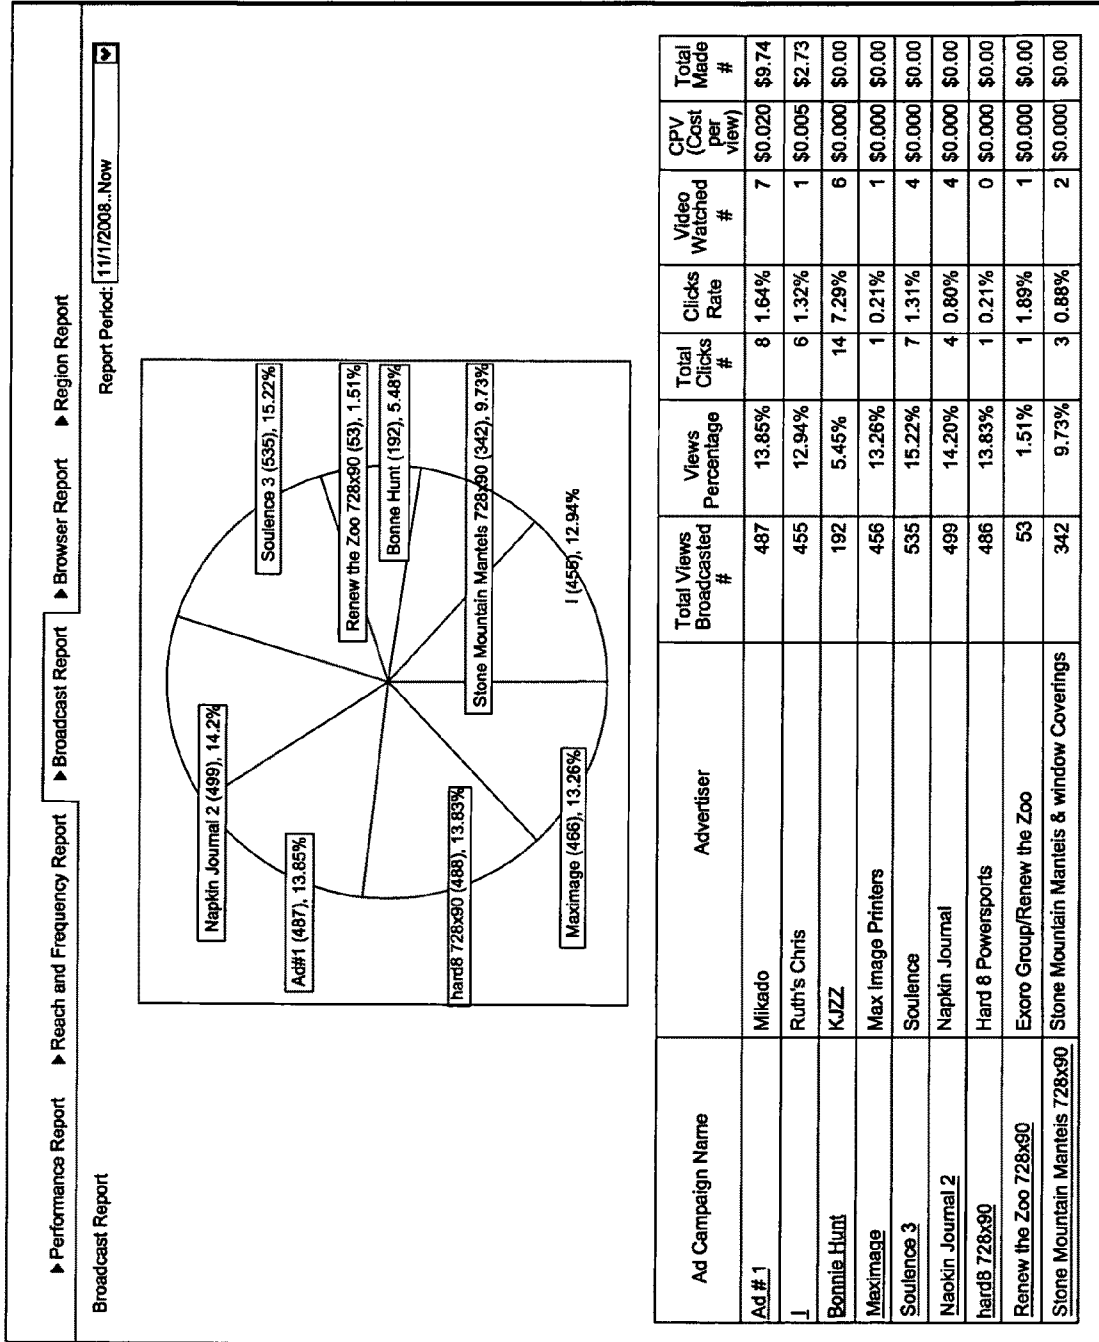 ▶Performance Report ▶Reach and Frequency Report ▶Broadcast Report ▶Browser Report ▶Region Report
Broadcast Report
Report Period: 11/1/2008..Now
Soulence 3 (535), 15.22%
Napkin Journal 2 (499), 14.2%
Renew the Zoo 728x90 (53), 1.51%
Ad#1 (487), 13.85%
Bonne Hunt (192), 5.48%
hard8 728x90 (488), 13.83%
Stone Mountain Mantels 728x90 (342), 9.73%
Maximage (466), 13.26%
I (455), 12.94%
Ad Campaign Name Advertiser Total Views Broadcasted # Views Percentage Total Clicks # Clicks Rate Video Watched # CPV (Cost per view) Total Made #
Ad # 1 Mikado 487 13.85% 8 1.64% 7 $0.020 $9.74
I Ruth's Chris 455 12.94% 6 1.32% 1 $0.005 $2.73
Bonnie Hunt KJZZ 192 5.45% 14 7.29% 6 $0.000 $0.00
Maximage Max Image Printers 456 13.26% 1 0.21% 1 $0.000 $0.00
Soulence 3 Soulence 535 15.22% 7 1.31% 4 $0.000 $0.00
Naokin Journal 2 Napkin Journal 499 14.20% 4 0.80% 4 $0.000 $0.00
hard8 728x90 Hard 8 Powersports 486 13.83% 1 0.21% 0 $0.000 $0.00
Renew the Zoo 728x90 Exoro Group/Renew the Zoo 53 1.51% 1 1.89% 1 $0.000 $0.00
Stone Mountain Manteis 728x90 Stone Mountain Manteis & window Coverings 342 9.73% 3 0.88% 2 $0.000 $0.00